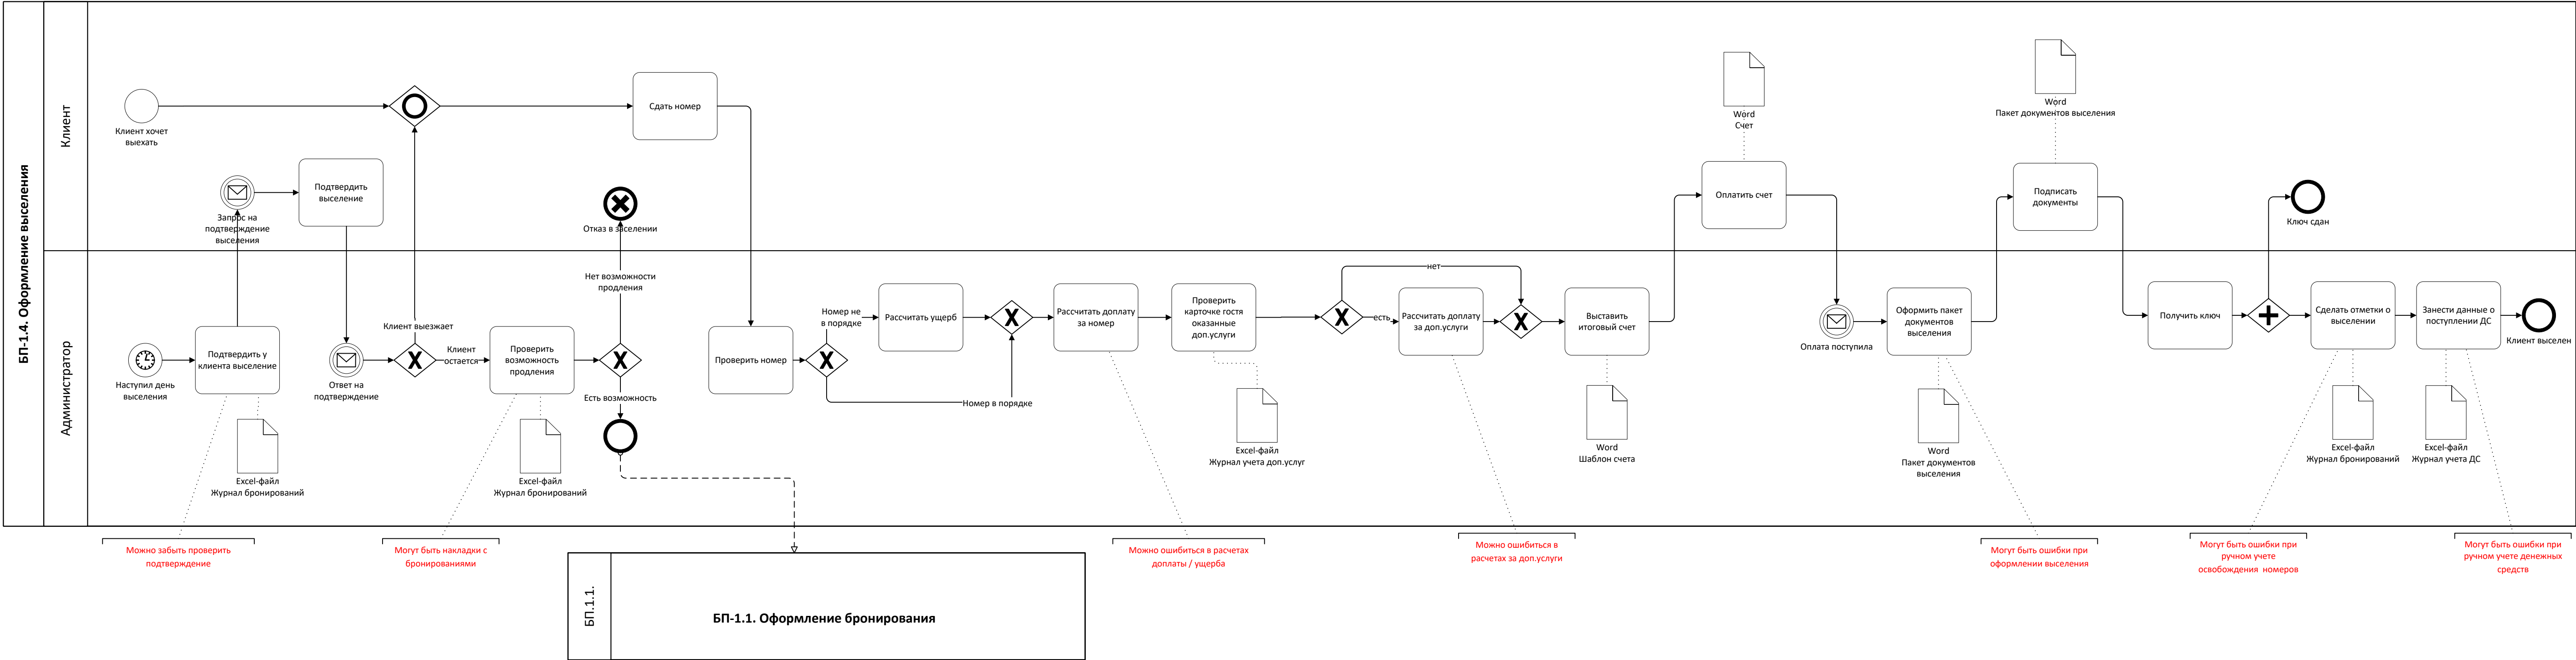 БП-1.4. Оформление выселения
Клиент
Клиент хочет
выехать
Запрос на
подтверждение
выселения
Подтвердить
выселение
Сдать номер
Отказ в заселении
Word
Счет
Оплатить счет
Word
Пакет документов выселения
Подписать
документы
Ключ сдан
Администратор
Наступил день
выселения
Подтвердить у
клиента выселение
Excel-файл
Журнал бронирований
Ответ на
подтверждение
Клиент выезжает
Клиент
остается
Проверить
возможность
продления
Excel-файл
Журнал бронирований
Нет возможности
продления
Есть возможность
Проверить номер
Номер не
в порядке
Номер в порядке
Рассчитать ущерб
Рассчитать доплату
за номер
Проверить
карточке гостя
оказанные
доп.услуги
Excel-файл
Журнал учета доп.услуг
нет
есть
Рассчитать доплату
за доп.услуги
Выставить
итоговый счет
Word
Шаблон счета
Оплата поступила
Оформить пакет
документов
выселения
Word
Пакет документов
выселения
Получить ключ
Сделать отметки о
выселении
Excel-файл
Журнал бронирований
Занести данные о
поступлении ДС
Excel-файл
Журнал учета ДС
Клиент выселен
Можно забыть проверить
подтверждение
Могут быть накладки с
бронированиями
Можно ошибиться в расчетах
доплаты / ущерба
Можно ошибиться в
расчетах за доп.услуги
Могут быть ошибки при
оформлении выселения
Могут быть ошибки при
ручном учете
освобождения номеров
Могут быть ошибки при
ручном учете денежных
средств
БП.1.1.
БП-1.1. Оформление бронирования